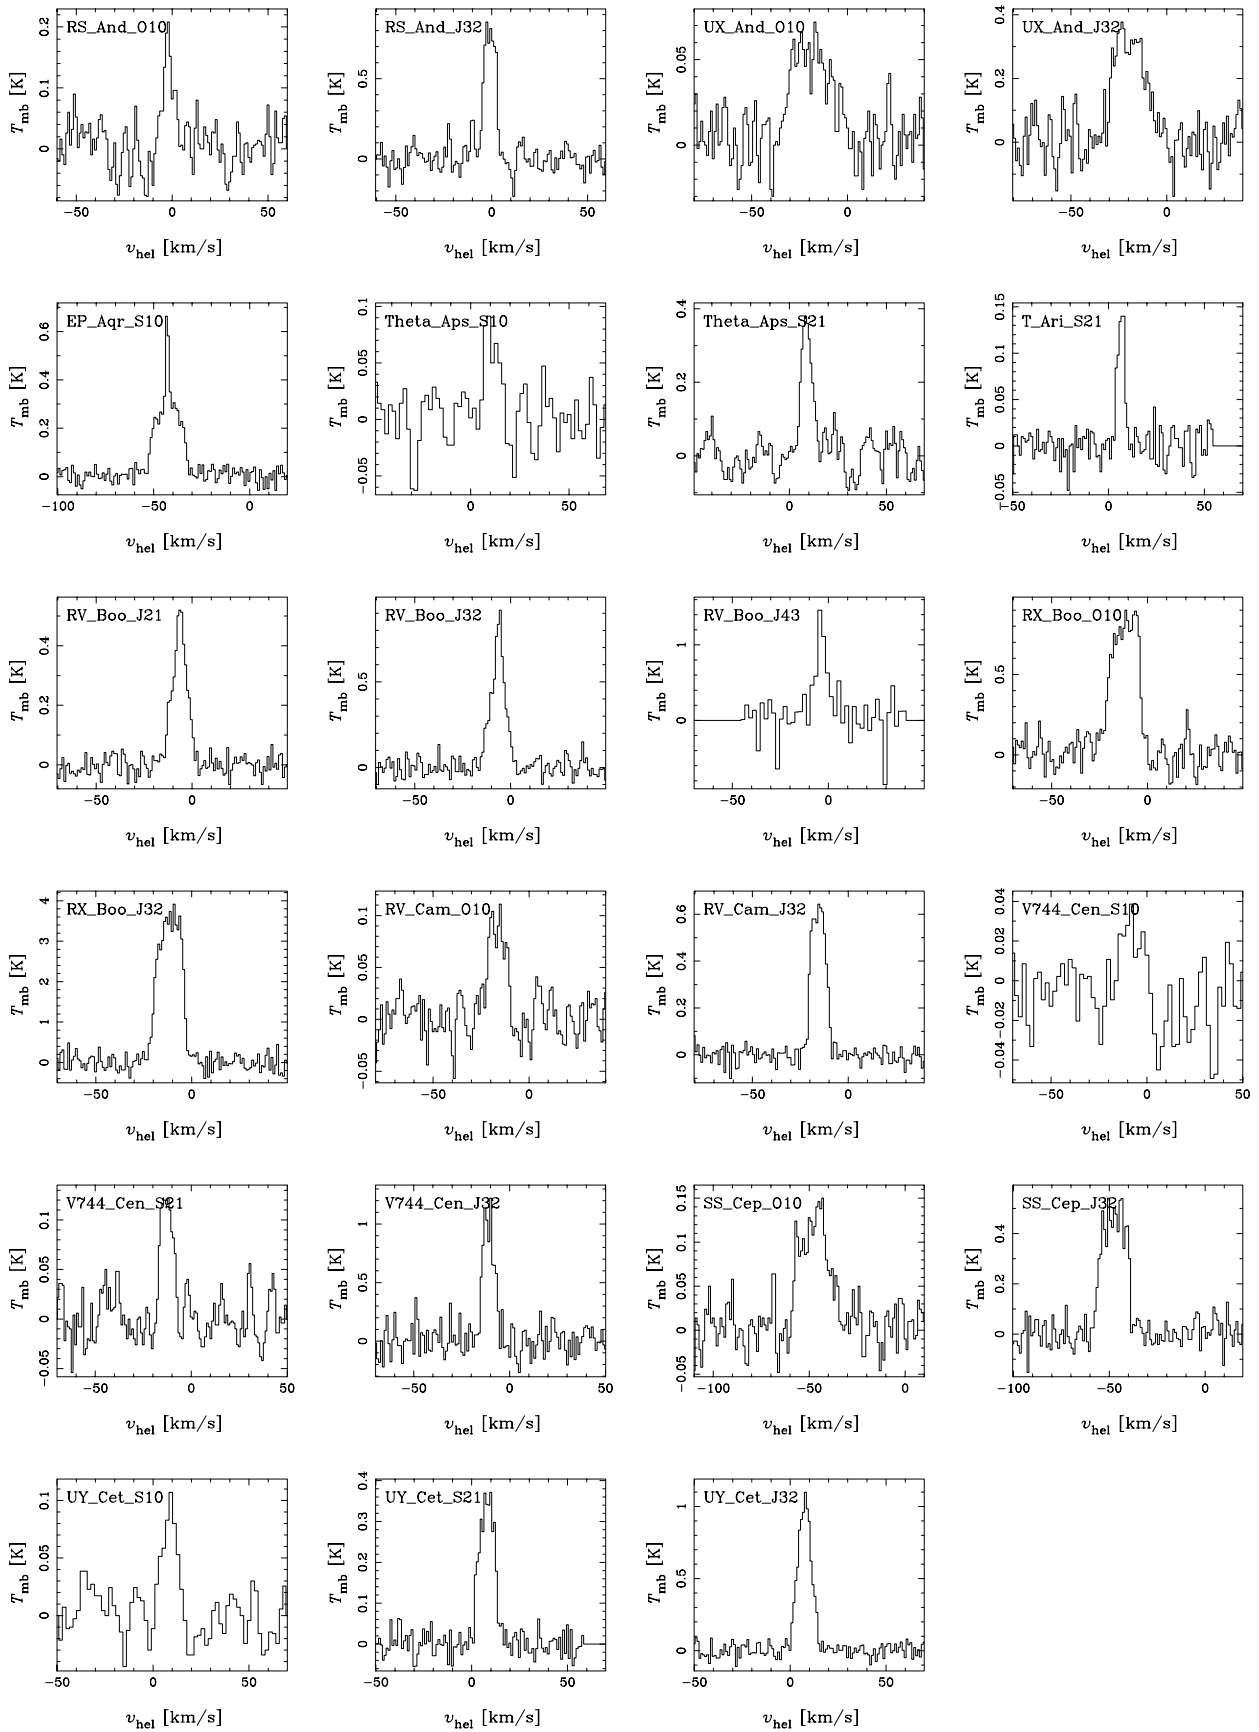 RS_And_O10
T_mb [K]
0.2
0.1
0
−50 0 50
v_hel [km/s]
RS_And_J32
T_mb [K]
0.5
0
−50 0 50
v_hel [km/s]
UX_And_O10
T_mb [K]
0.05
0
−50 0
v_hel [km/s]
UX_And_J32
T_mb [K]
0.4
0.2
0
−50 0
v_hel [km/s]
EP_Aqr_S10
T_mb [K]
0.6
0.4
0.2
0
−100 −50 0
v_hel [km/s]
Theta_Aps_S10
T_mb [K]
0.1
0.05
0
−0.05
0 50
v_hel [km/s]
Theta_Aps_S21
T_mb [K]
0.4
0.2
0
0 50
v_hel [km/s]
T_Ari_S21
T_mb [K]
0.15
0.1
0.05
0
−0.05
−50 0 50
v_hel [km/s]
RV_Boo_J21
T_mb [K]
0.4
0.2
0
−50 0
v_hel [km/s]
RV_Boo_J32
T_mb [K]
0.5
0
−50 0
v_hel [km/s]
RV_Boo_J43
T_mb [K]
1
0
−50 0
v_hel [km/s]
RX_Boo_O10
T_mb [K]
0.5
0
−50 0
v_hel [km/s]
RX_Boo_J32
T_mb [K]
4
3
2
1
0
−50 0
v_hel [km/s]
RV_Cam_O10
T_mb [K]
0.1
0.05
0
−0.05
−50 0
v_hel [km/s]
RV_Cam_J32
T_mb [K]
0.6
0.4
0.2
0
−50 0
v_hel [km/s]
V744_Cen_S10
T_mb [K]
0.04
0.02
0
−0.02
−0.04
−50 0 50
v_hel [km/s]
V744_Cen_S21
T_mb [K]
0.1
0.05
0
−0.05
−50 0 50
v_hel [km/s]
V744_Cen_J32
T_mb [K]
1
0.5
0
−50 0 50
v_hel [km/s]
SS_Cep_O10
T_mb [K]
0.15
0.1
0.05
0
−0.05
−100 −50 0
v_hel [km/s]
SS_Cep_J32
T_mb [K]
0.4
0.2
0
−100 −50 0
v_hel [km/s]
UY_Cet_S10
T_mb [K]
0.1
0.05
0
−50 0 50
v_hel [km/s]
UY_Cet_S21
T_mb [K]
0.4
0.3
0.2
0.1
0
−50 0 50
v_hel [km/s]
UY_Cet_J32
T_mb [K]
1
0.5
0
−50 0 50
v_hel [km/s]